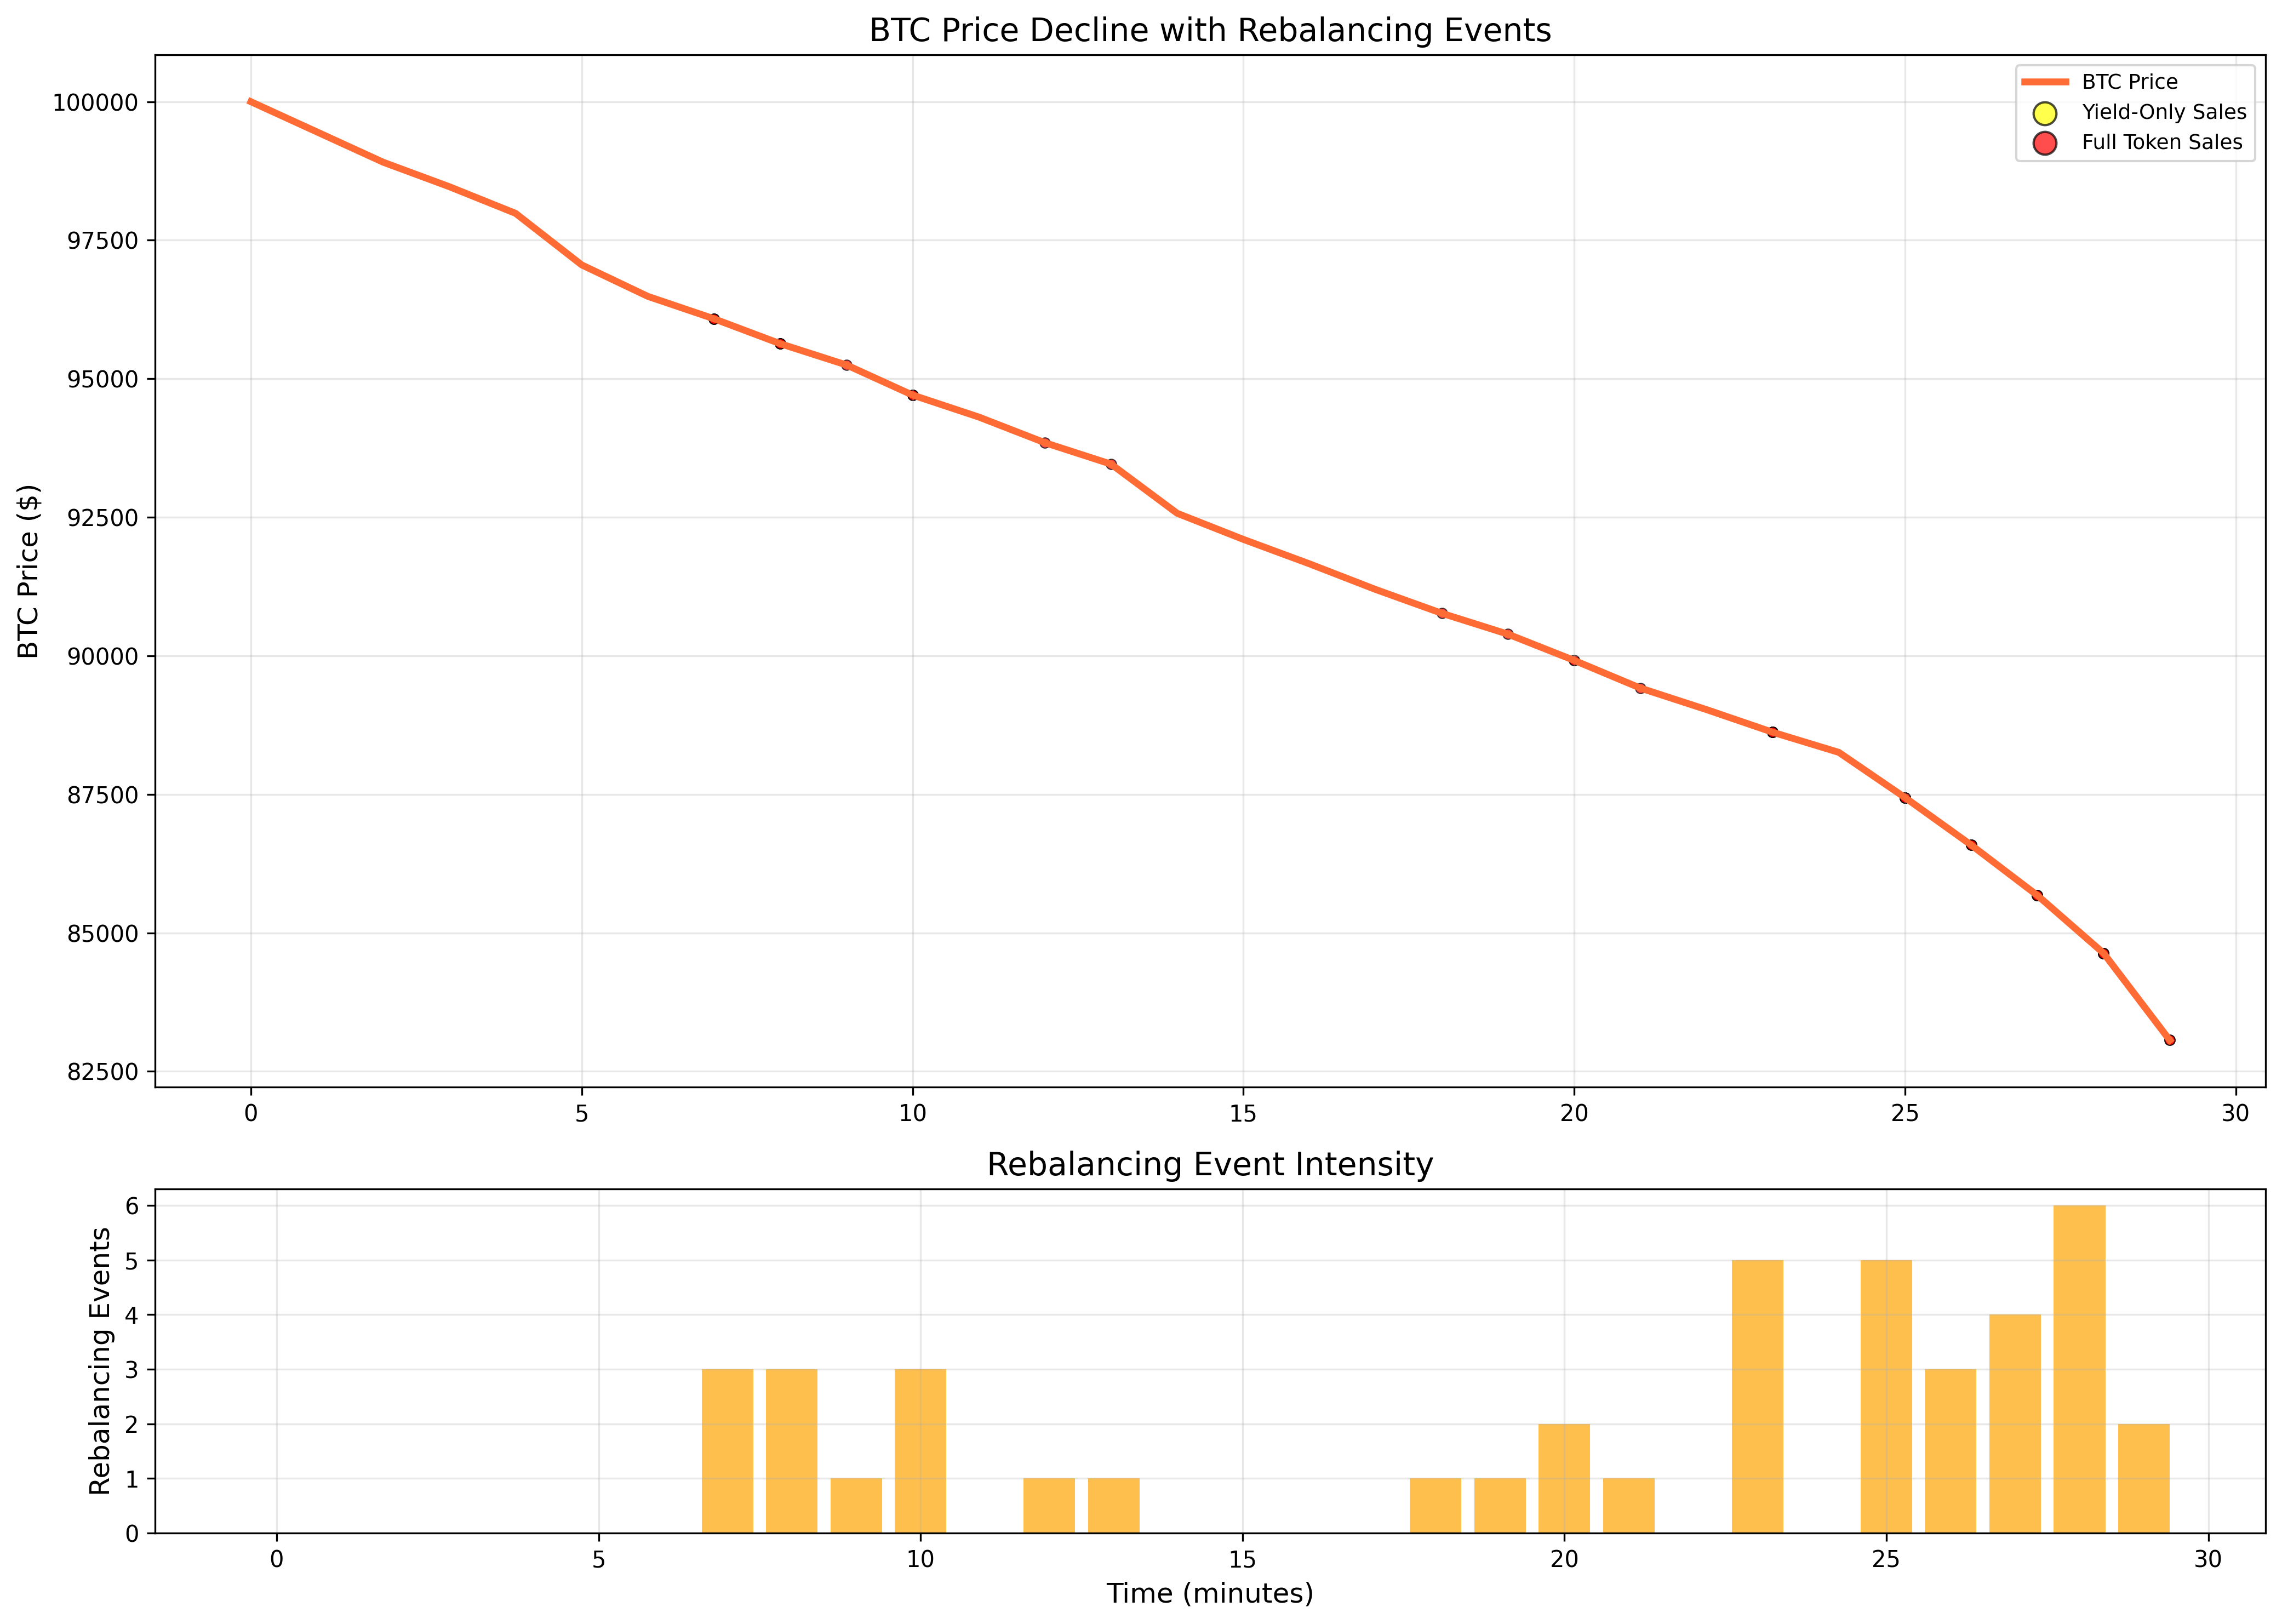 BTC Price Decline with Rebalancing Events
BTC Price
Yield-Only Sales
Full Token Sales
BTC Price ($)
100000
97500
95000
92500
90000
87500
85000
82500
0 5 10 15 20 25 30
Rebalancing Event Intensity
Rebalancing Events
6
5
4
3
2
1
0
0 5 10 15 20 25 30
Time (minutes)